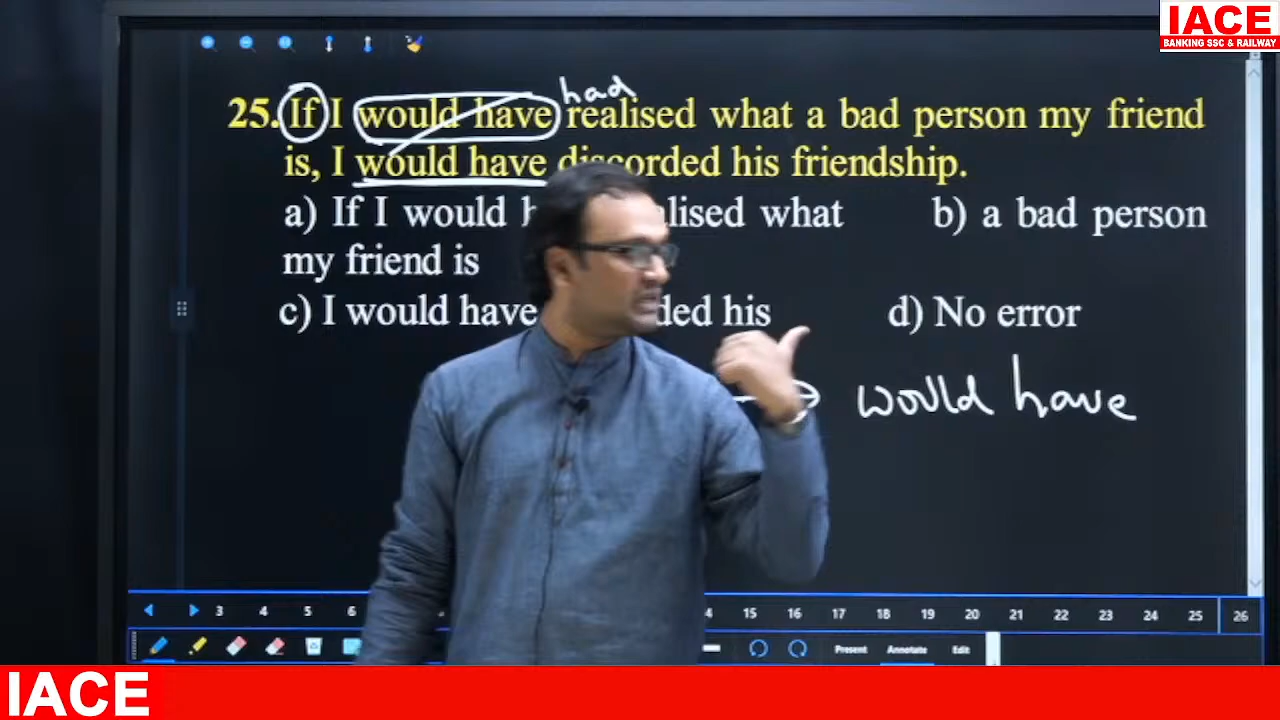 IACE
BANKING SSC & RAILWAY
had
25. If I would have realised what a bad person my friend
is, I would have discorded his friendship.
a) If I would what b) a bad person
my friend is
c) I would have his d) No error
would have
3 4 5 6 15 16 17 18 19 20 21 22 23 24 25 26
Present Annotate Edit
IACE